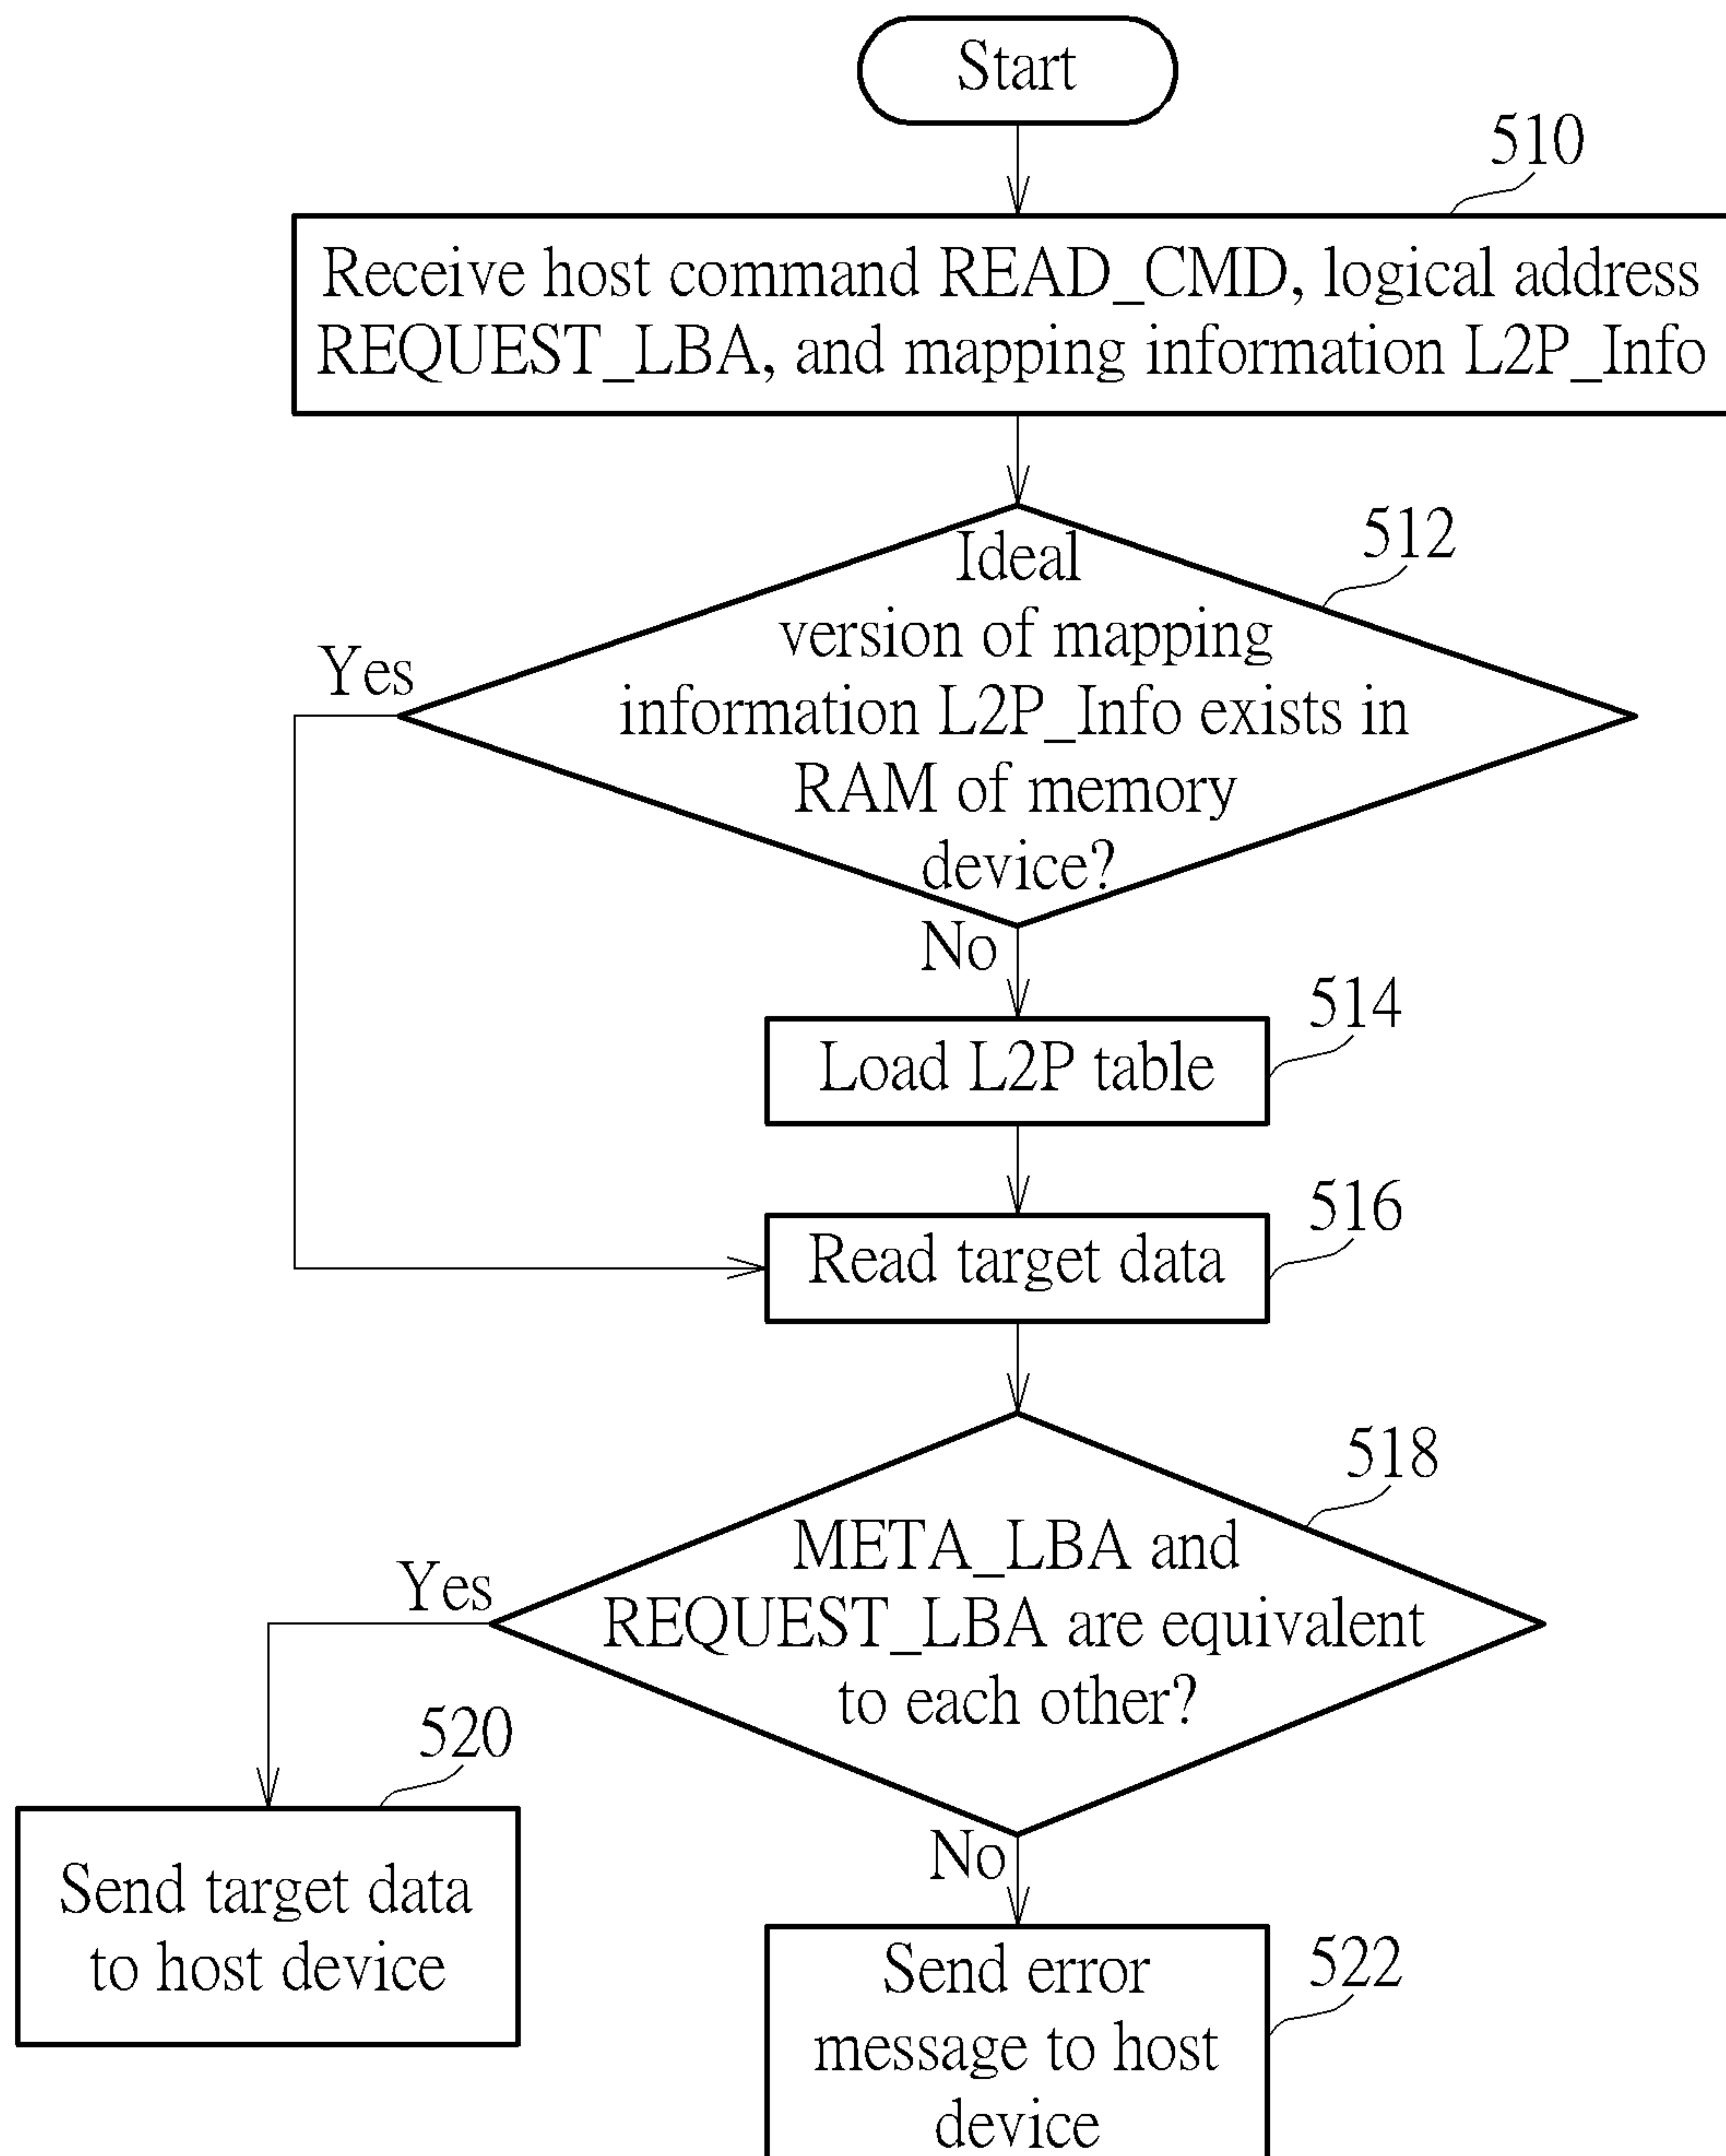 Start
510
Receive host command READ_CMD, logical address
REQUEST_LBA, and mapping information L2P_Info
512
Ideal
version of mapping
information L2P_Info exists in
RAM of memory
device?
Yes
No
514
Load L2P table
516
Read target data
518
META_LBA and
REQUEST_LBA are equivalent
to each other?
Yes
520
Send target data
to host device
No
522
Send error
message to host
device